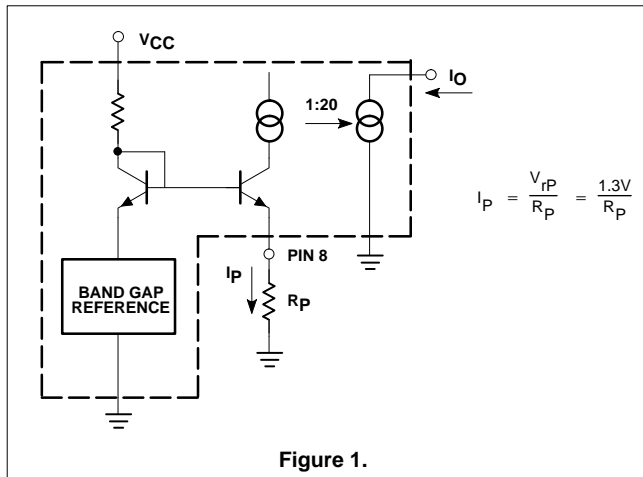 VCC
IO
1:20
IP = VrP / RP = 1.3V / RP
PIN 8
IP
RP
BAND GAP
REFERENCE
Figure 1.